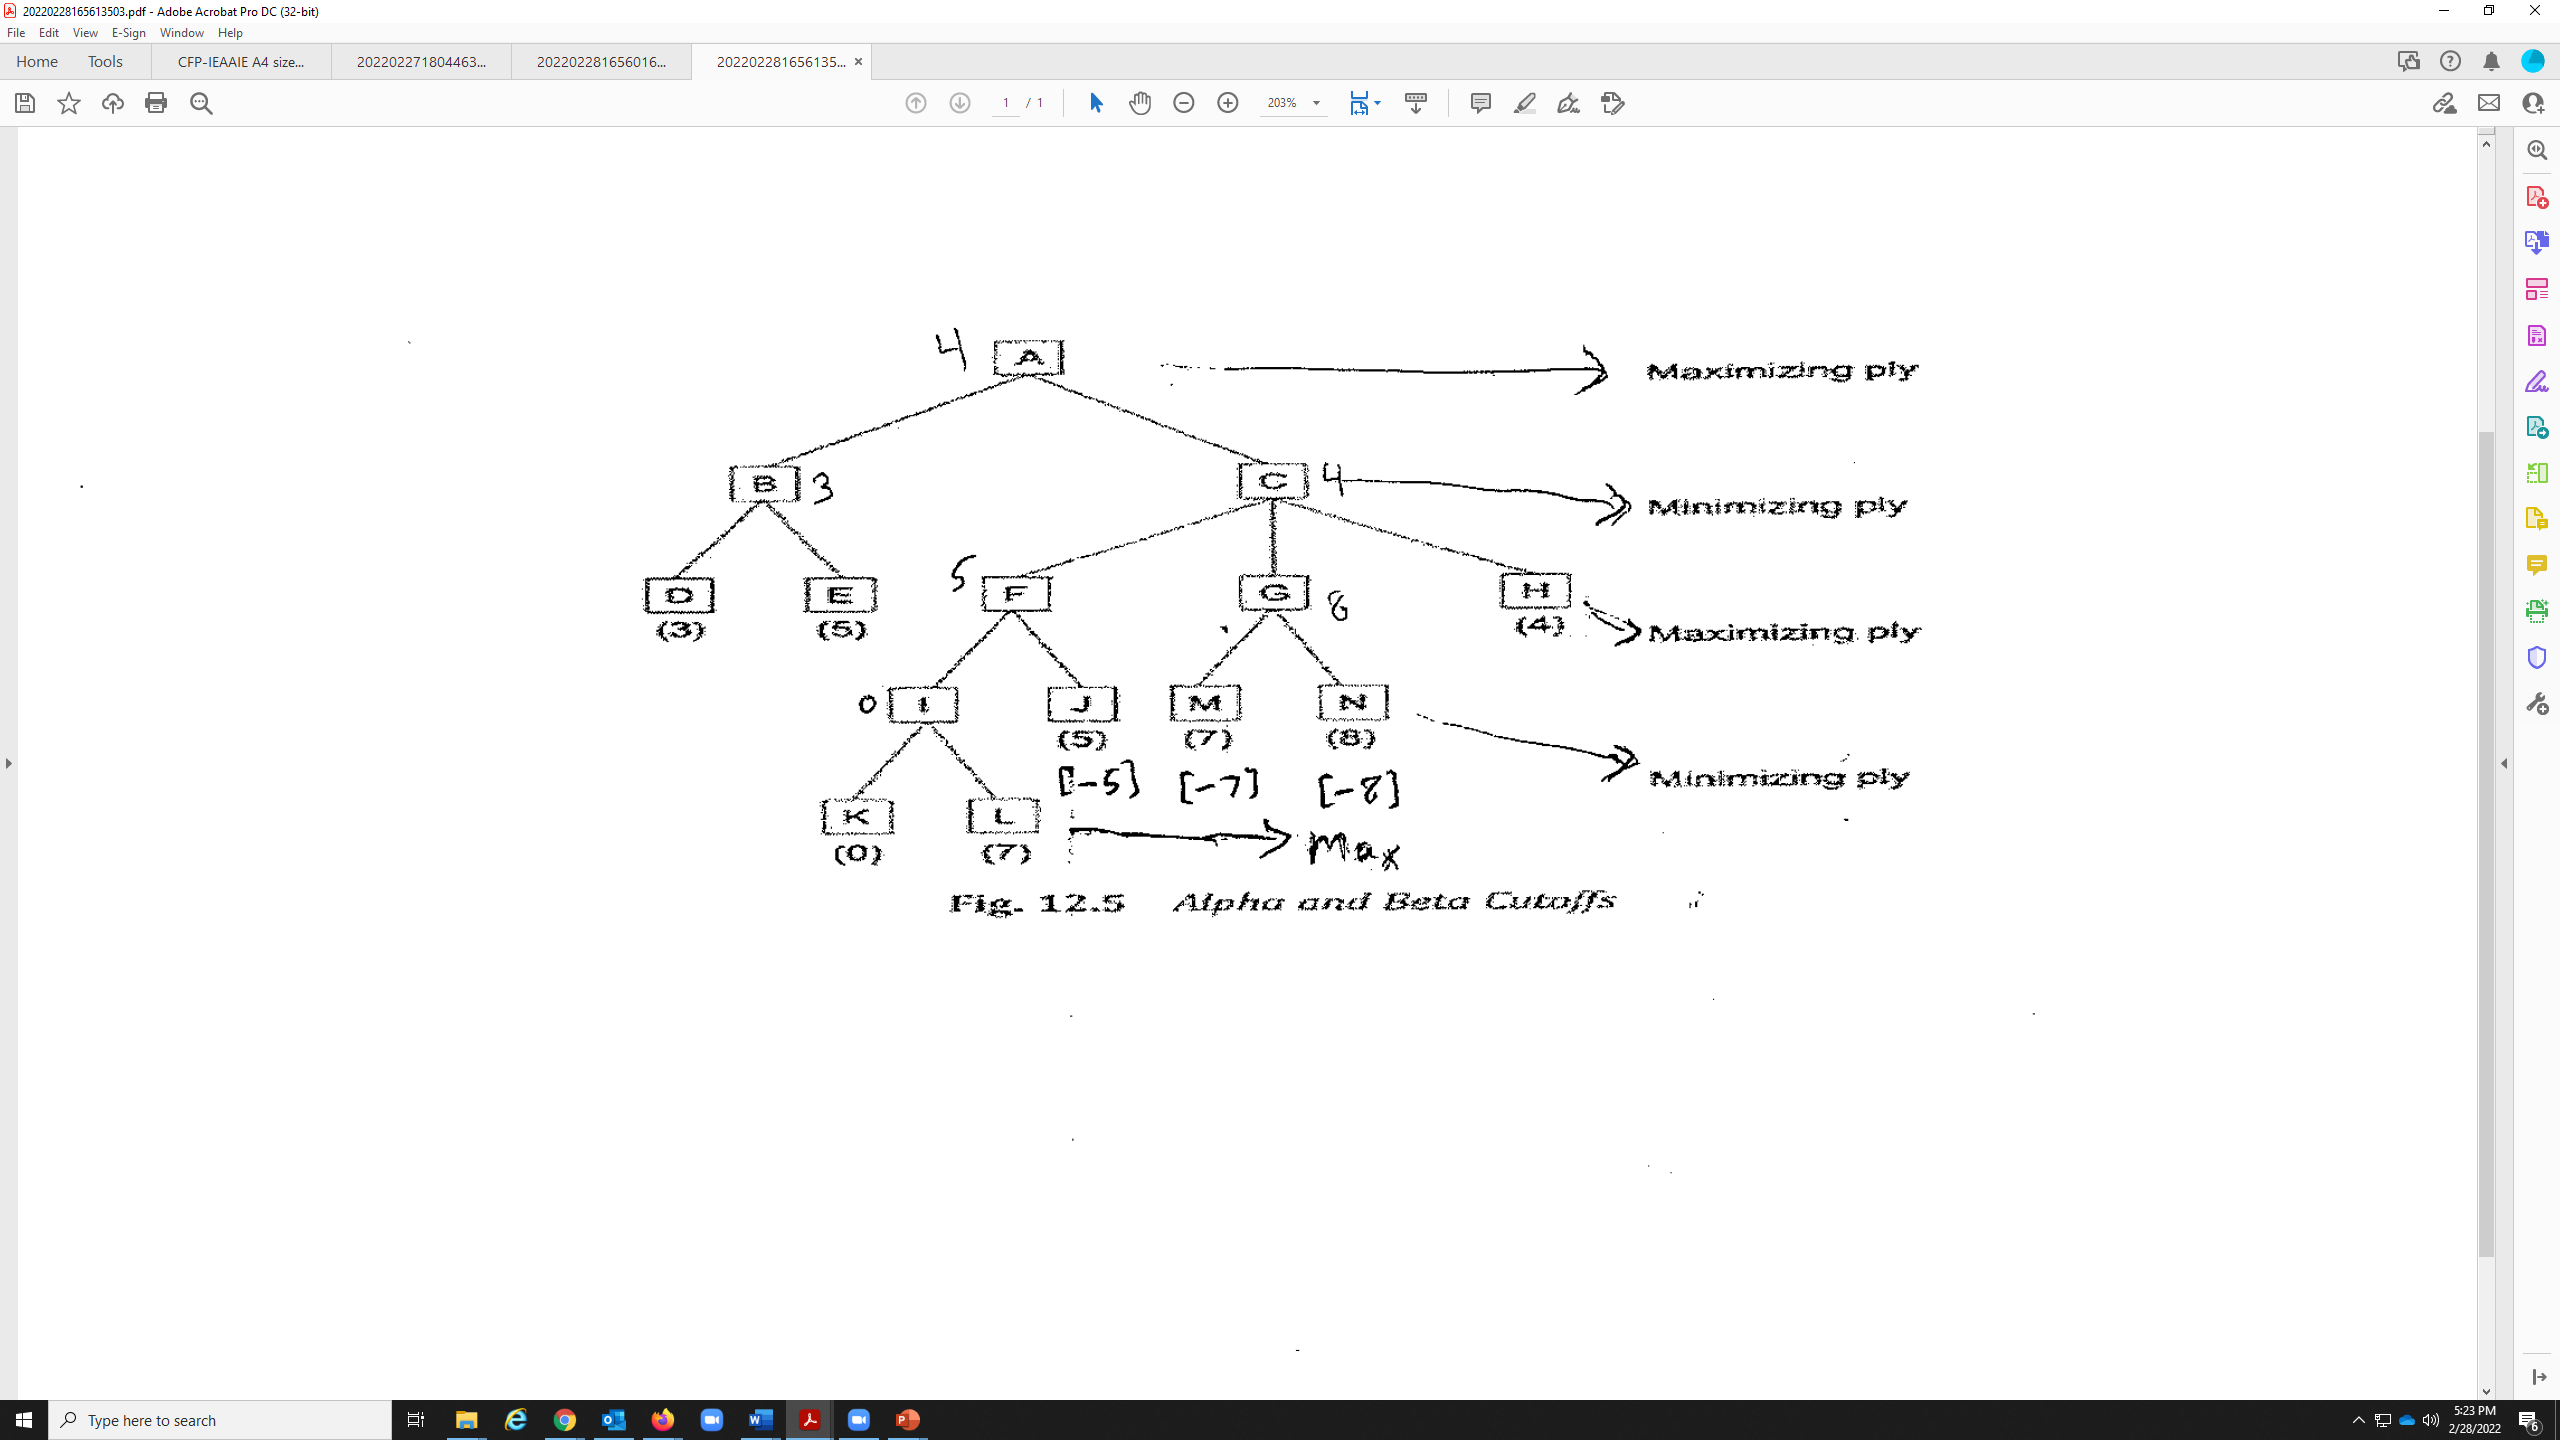 20220228165613503.pdf - Adobe Acrobat Pro DC (32-bit)
File Edit View E-Sign Window Help
Home Tools CFP-IEAAIE A4 size... 202202271804463... 202202281656016... 202202281656135... ×
1 / 1 203%
4 A Maximizing ply
B 3 C 4 Minimizing ply
D E 5 F G 8 H
(3) (5) (4) Maximizing ply
0 I J M N
(5) (7) (8)
[-5] [-7] [-8] Minimizing ply
K L
(0) (7) Max
Fig. 12.5 Alpha and Beta Cutoffs
Type here to search
5:23 PM
2/28/2022
6